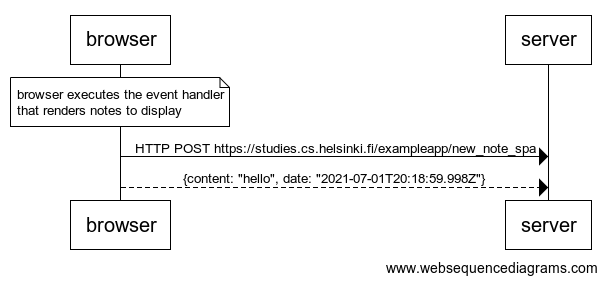 browser server
browser executes the event handler
that renders notes to display
HTTP POST https://studies.cs.helsinki.fi/exampleapp/new_note_spa
{content: "hello", date: "2021-07-01T20:18:59.998Z"}
browser server
www.websequencediagrams.com